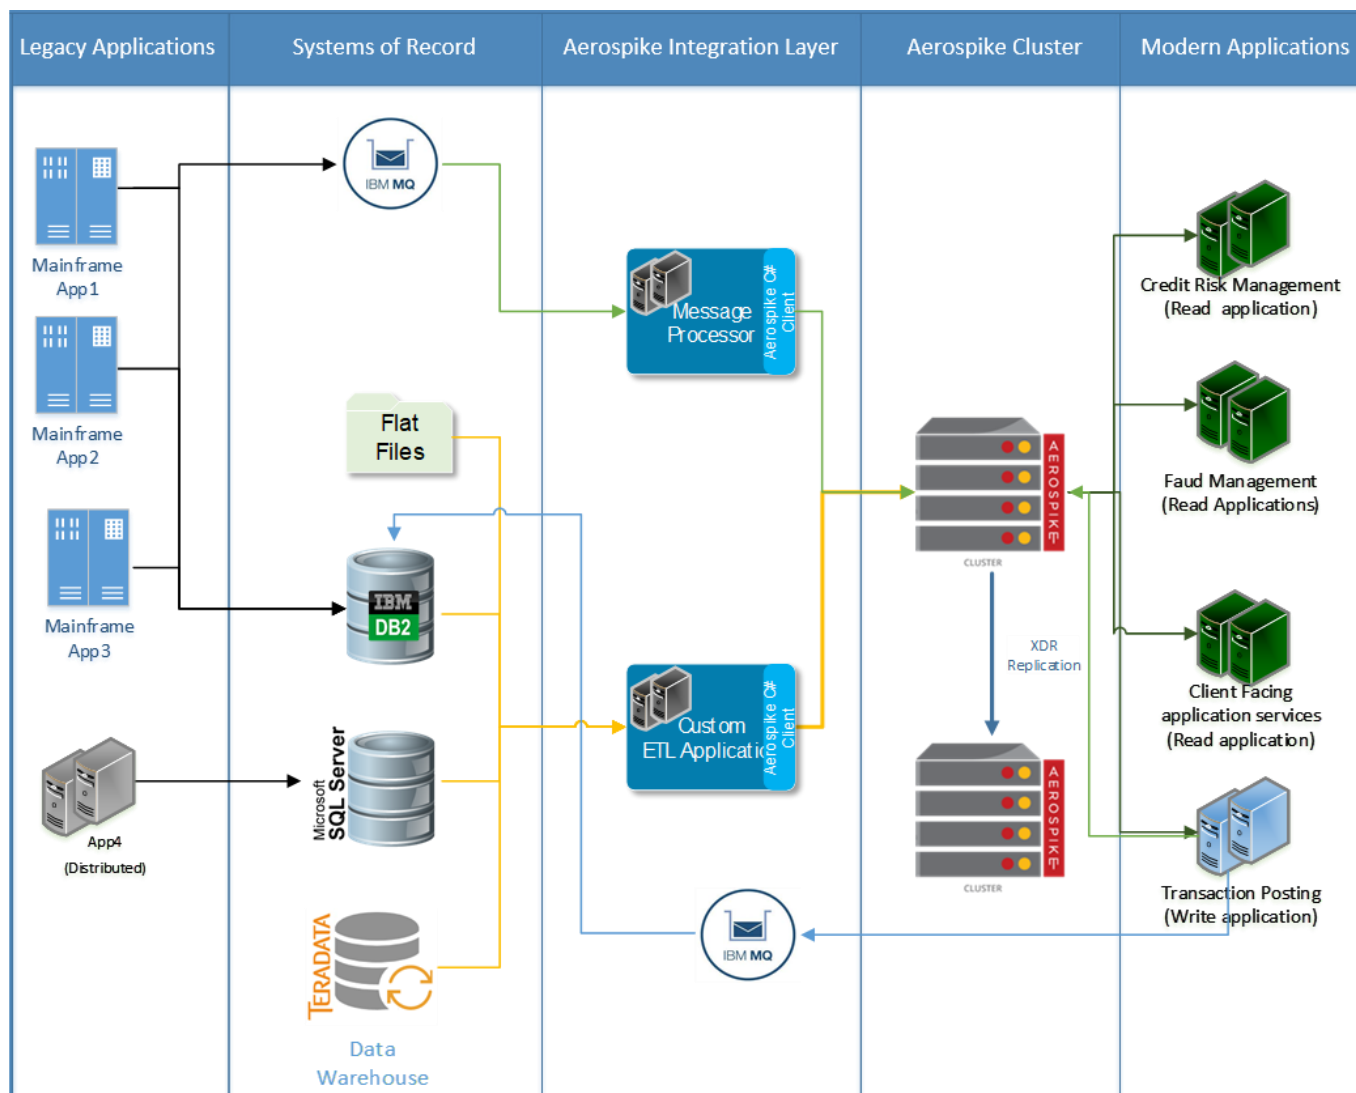 Legacy Applications
Systems of Record
Aerospike Integration Layer
Aerospike Cluster
Modern Applications
Mainframe
App1
Mainframe
App2
Mainframe
App3
App4
(Distributed)
IBM MQ
Flat
Files
IBM
DB2
Microsoft
SQL Server
TERADATA
Data
Warehouse
Message
Processor
Aerospike C#
Client
Custom
ETL Applicatio
Aerospike C#
Client
IBM MQ
AEROSPIKE
CLUSTER
XDR
Replication
AEROSPIKE
CLUSTER
Credit Risk Management
(Read application)
Faud Management
(Read Applications)
Client Facing
application services
(Read application)
Transaction Posting
(Write application)